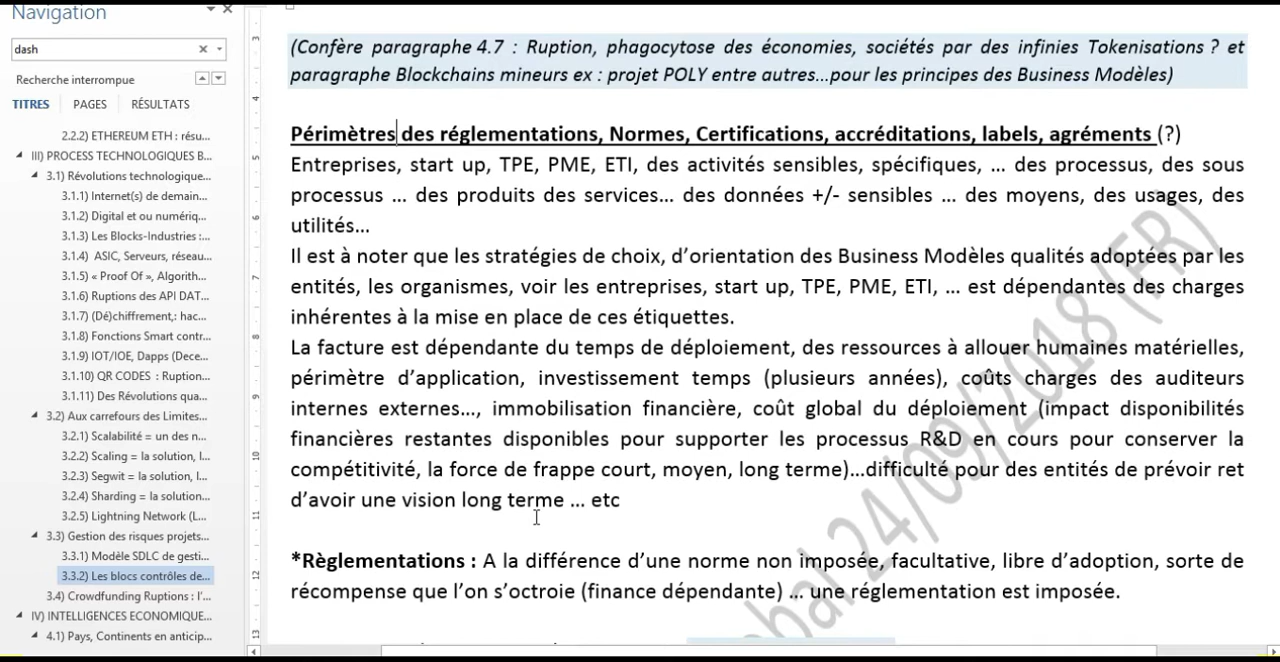 Navigation
dash
Recherche interrompue
TITRES PAGES RÉSULTATS
2.2.2) ETHEREUM ETH : résu...
III) PROCESS TECHNOLOGIQUES B...
3.1) Révolutions technologique...
3.1.1) Internet(s) de demain...
3.1.2) Digital et ou numériq...
3.1.3) Les Blocks-Industries :...
3.1.4) ASIC, Serveurs, réseau...
3.1.5) « Proof Of », Algorith...
3.1.6) Ruptions des API DAT...
3.1.7) (Dé)chiffrement,: hac...
3.1.8) Fonctions Smart contr...
3.1.9) IOT/IOE, Dapps (Dece...
3.1.10) QR CODES : Ruption...
3.1.11) Des Révolutions qua...
3.2) Aux carrefours des Limites...
3.2.1) Scalabilité = un des n...
3.2.2) Scaling = la solution, l...
3.2.3) Segwit = la solution, l...
3.2.4) Sharding = la solution...
3.2.5) Lightning Network (L...
3.3) Gestion des risques projets...
3.3.1) Modèle SDLC de gesti...
3.3.2) Les blocs contrôles de...
3.4) Crowdfunding Ruptions : l'...
IV) INTELLIGENCES ECONOMIQUE...
4.1) Pays, Continents en anticip...
(Confère paragraphe 4.7 : Ruption, phagocytose des économies, sociétés par des infinies Tokenisations ? et
paragraphe Blockchains mineurs ex : projet POLY entre autres...pour les principes des Business Modèles)
Périmètres des réglementations, Normes, Certifications, accréditations, labels, agréments (?)
Entreprises, start up, TPE, PME, ETI, des activités sensibles, spécifiques, ... des processus, des sous
processus ... des produits des services... des données +/- sensibles ... des moyens, des usages, des
utilités...
Il est à noter que les stratégies de choix, d'orientation des Business Modèles qualités adoptées par les
entités, les organismes, voir les entreprises, start up, TPE, PME, ETI, ... est dépendantes des charges
inhérentes à la mise en place de ces étiquettes.
La facture est dépendante du temps de déploiement, des ressources à allouer humaines matérielles,
périmètre d'application, investissement temps (plusieurs années), coûts charges des auditeurs
internes externes..., immobilisation financière, coût global du déploiement (impact disponibilités
financières restantes disponibles pour supporter les processus R&D en cours pour conserver la
compétitivité, la force de frappe court, moyen, long terme)...difficulté pour des entités de prévoir ret
d'avoir une vision long terme ... etc
*Règlementations : A la différence d'une norme non imposée, facultative, libre d'adoption, sorte de
récompense que l'on s'octroie (finance dépendante) ... une réglementation est imposée.
24/09/2018 (FR)